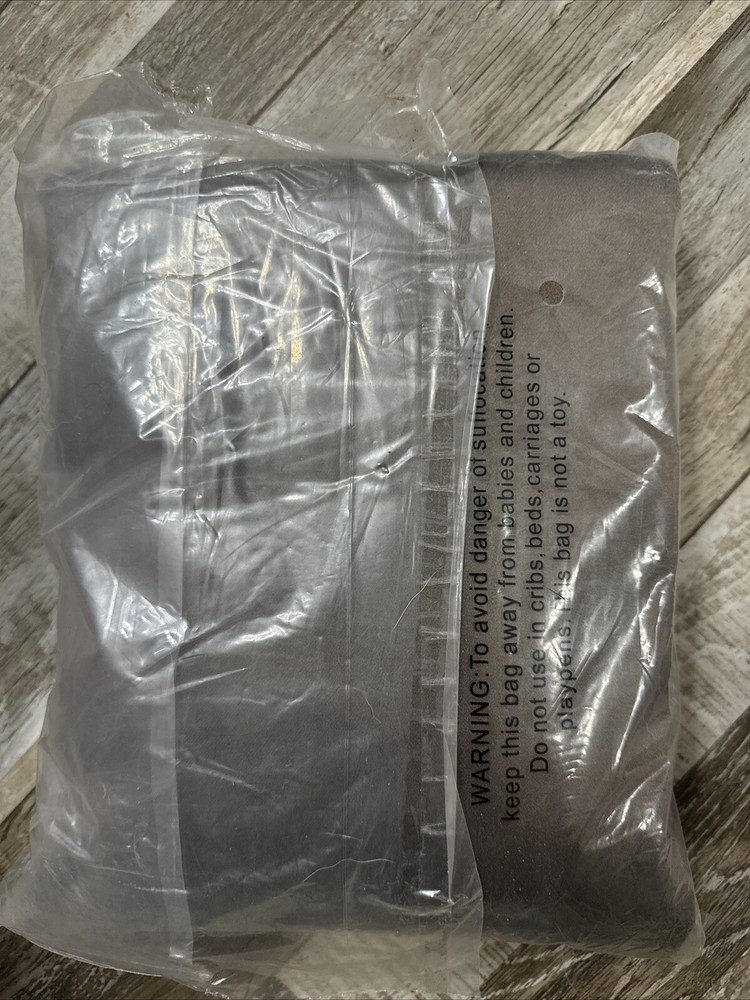 WARNING:To avoid danger of suffocation
keep this bag away from babies and children.
Do not use in cribs,beds,carriages or
playpens.This bag is not a toy.